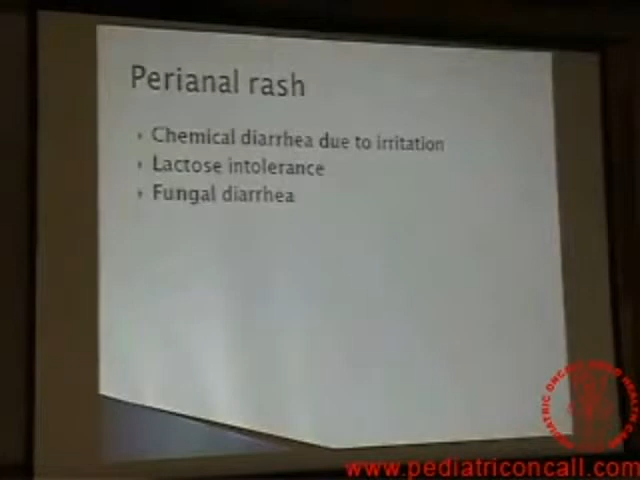 Perianal rash
Chemical diarrhea due to irritation
Lactose intolerance
Fungal diarrhea
www.pediatriconcall.com